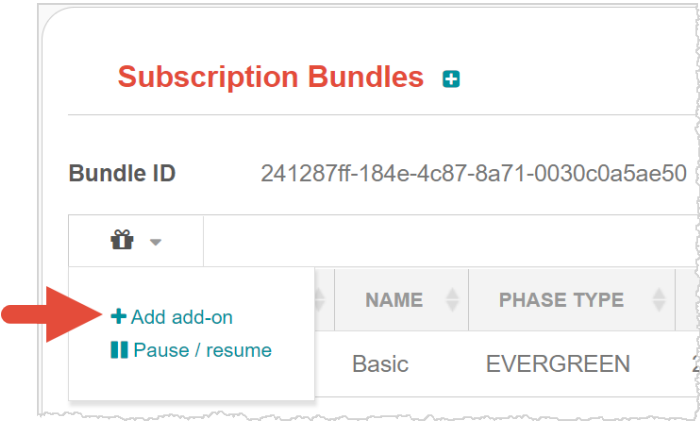 Subscription Bundles
Bundle ID 241287ff-184e-4c87-8a71-0030c0a5ae50
NAME PHASE TYPE
Add add-on
Pause / resume
Basic EVERGREEN